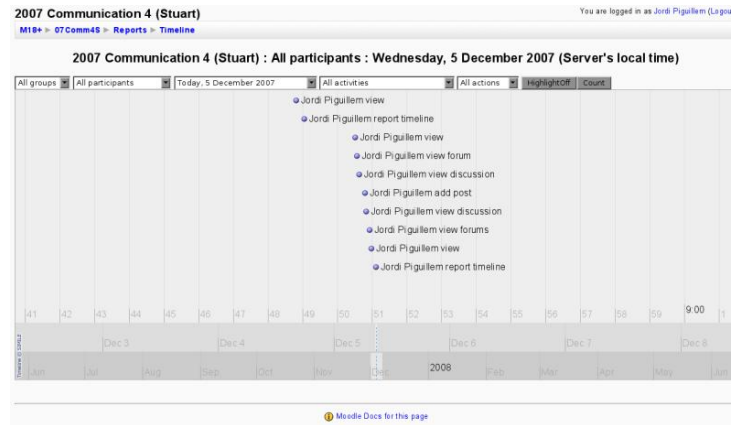 2007 Communication 4 (Stuart)
You are logged in as Jordi Piguillem (Logou
M18+ ► 07Comm4S ► Reports ► Timeline
2007 Communication 4 (Stuart) : All participants : Wednesday, 5 December 2007 (Server's local time)
All groups All participants Today, 5 December 2007 All activities All actions HighlightOff Count
Jordi Piguillem view
Jordi Piguillem report timeline
Jordi Piguillem view
Jordi Piguillem view forum
Jordi Piguillem view discussion
Jordi Piguillem add post
Jordi Piguillem view discussion
Jordi Piguillem view forums
Jordi Piguillem view
Jordi Piguillem report timeline
41 42 43 44 45 46 47 48 49 50 51 52 53 54 55 56 57 58 59 9:00 1
Dec 3 Dec 4 Dec 5 Dec 6 Dec 7 Dec 8
Timeline © SIMILE
Jun Jul Aug Sep Oct Nov Dec 2008 Feb Mar Apr May Jun
Moodle Docs for this page